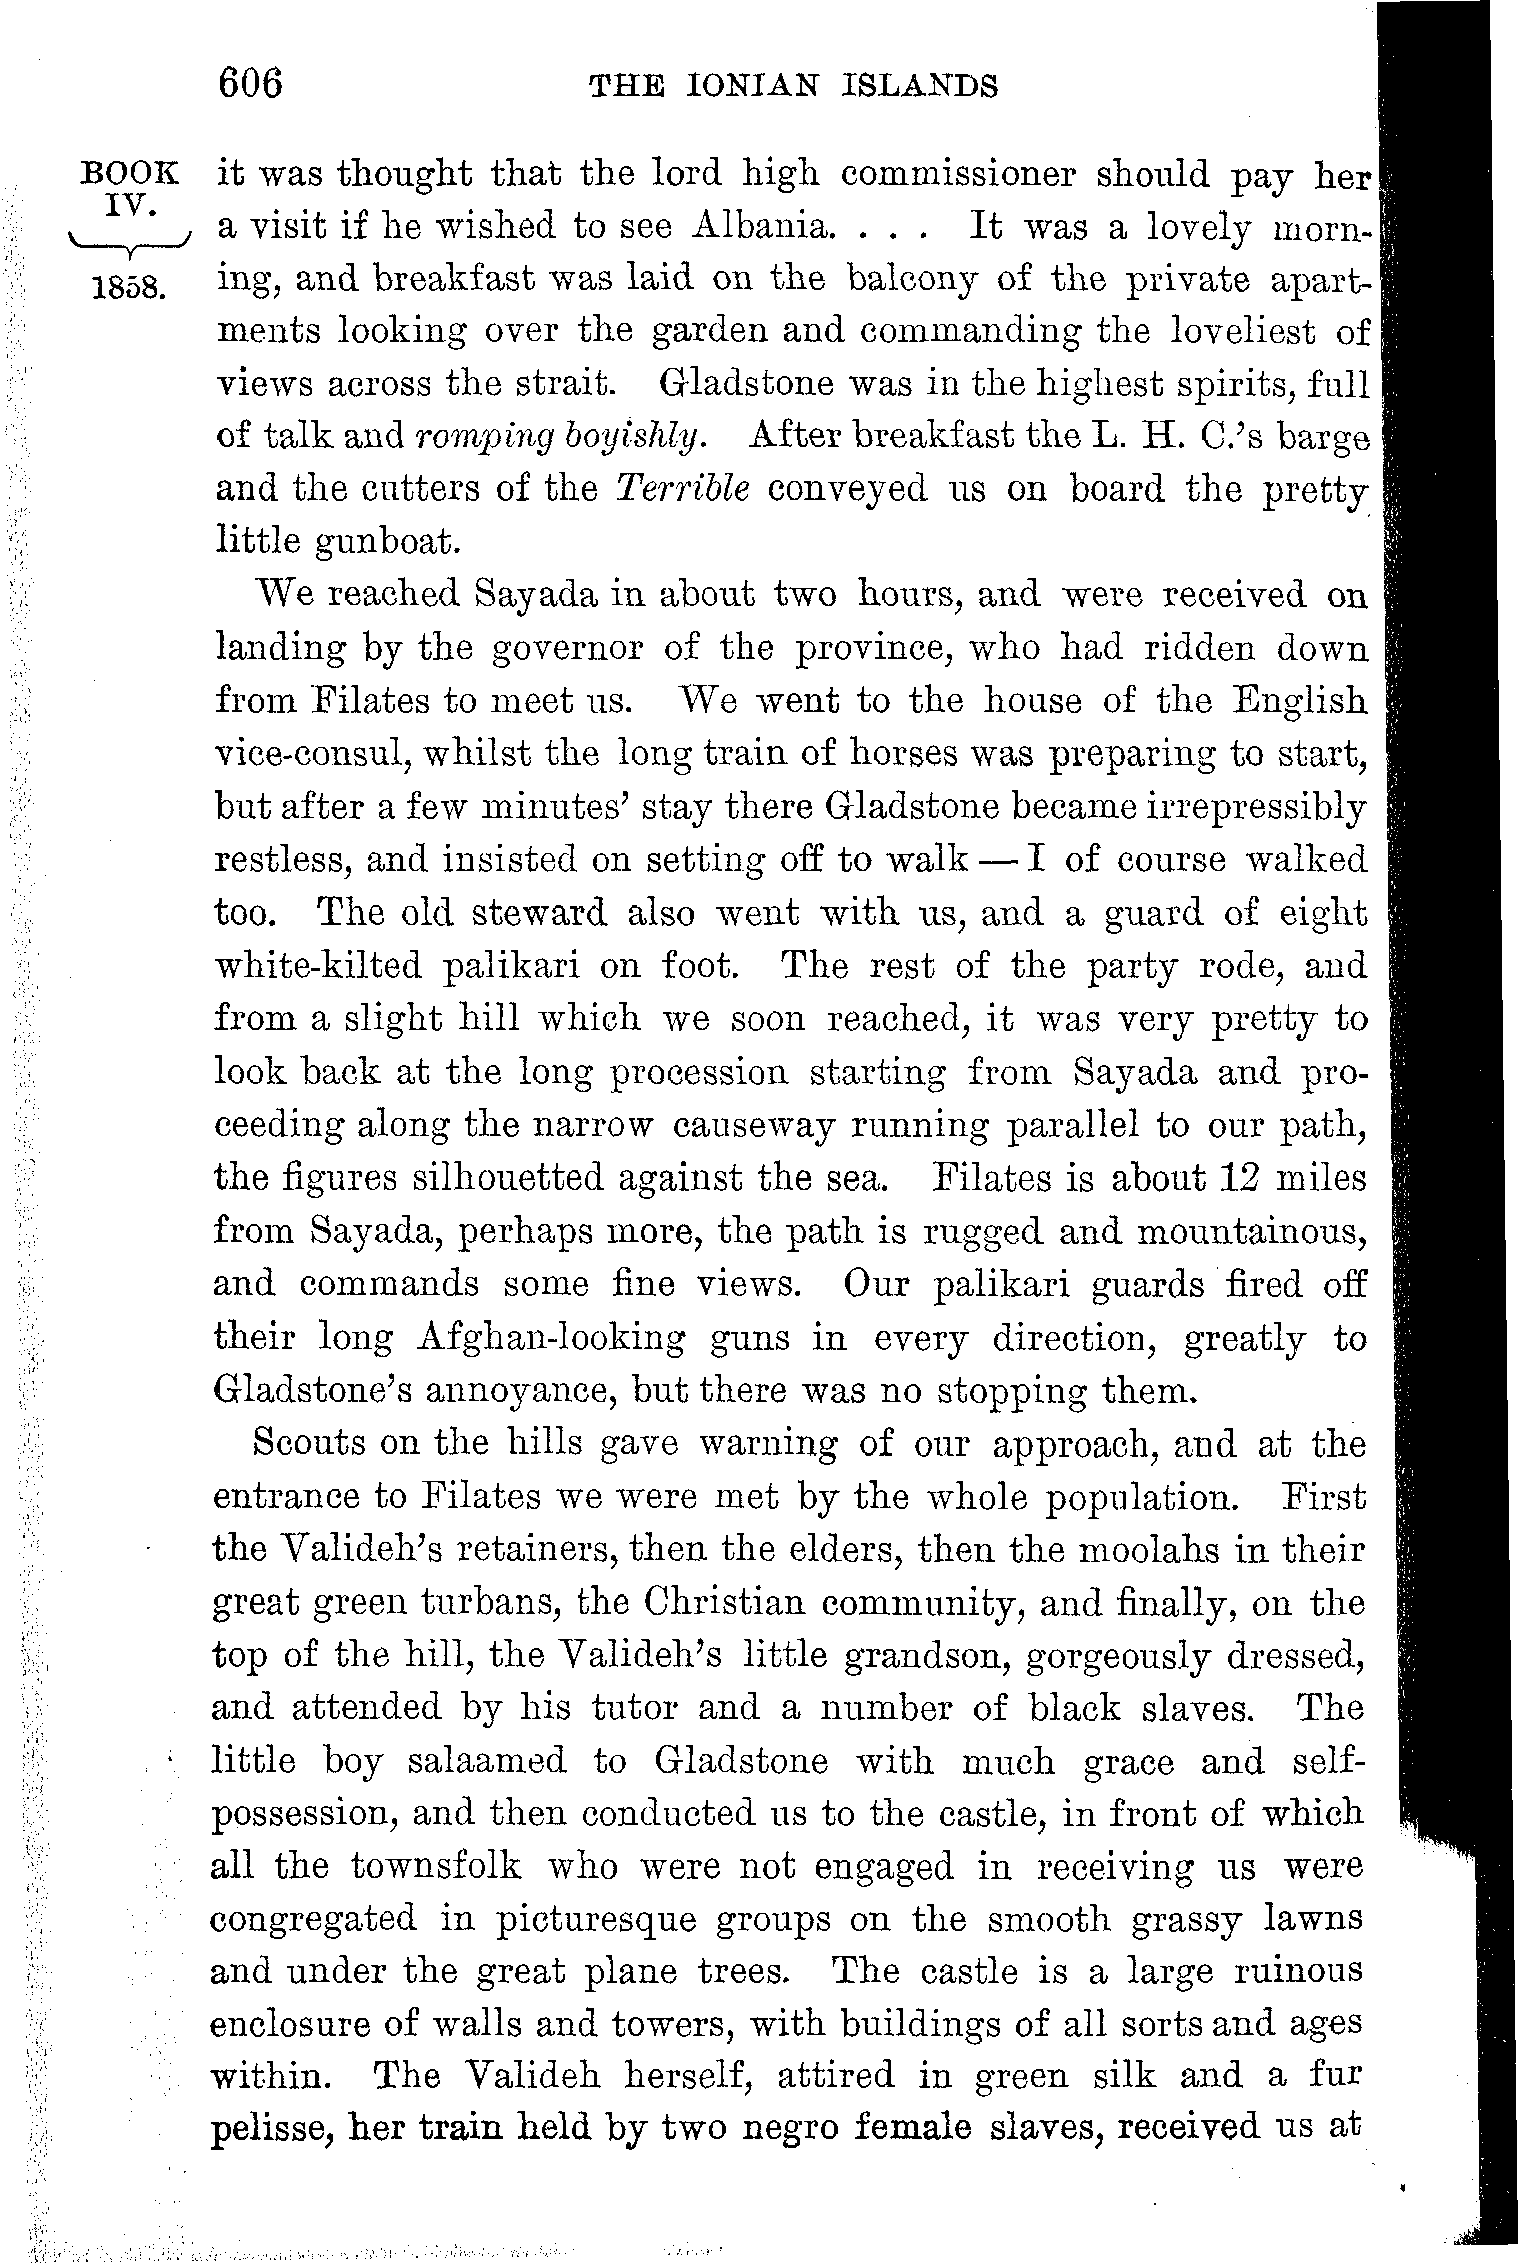 606 THE IONIAN ISLANDS
BOOK IV. 1858.
it was thought that the lord high commissioner should pay her
a visit if he wished to see Albania. . . . It was a lovely morn-
ing, and breakfast was laid on the balcony of the private apart-
ments looking over the garden and commanding the loveliest of
views across the strait. Gladstone was in the highest spirits, full
of talk and romping boyishly. After breakfast the L. H. C.'s barge
and the cutters of the Terrible conveyed us on board the pretty
little gunboat.
We reached Sayada in about two hours, and were received on
landing by the governor of the province, who had ridden down
from Filates to meet us. We went to the house of the English
vice-consul, whilst the long train of horses was preparing to start,
but after a few minutes' stay there Gladstone became irrepressibly
restless, and insisted on setting off to walk — I of course walked
too. The old steward also went with us, and a guard of eight
white-kilted palikari on foot. The rest of the party rode, and
from a slight hill which we soon reached, it was very pretty to
look back at the long procession starting from Sayada and pro-
ceeding along the narrow causeway running parallel to our path,
the figures silhouetted against the sea. Filates is about 12 miles
from Sayada, perhaps more, the path is rugged and mountainous,
and commands some fine views. Our palikari guards fired off
their long Afghan-looking guns in every direction, greatly to
Gladstone's annoyance, but there was no stopping them.
Scouts on the hills gave warning of our approach, and at the
entrance to Filates we were met by the whole population. First
the Valideh's retainers, then the elders, then the moolahs in their
great green turbans, the Christian community, and finally, on the
top of the hill, the Valideh's little grandson, gorgeously dressed,
and attended by his tutor and a number of black slaves. The
little boy salaamed to Gladstone with much grace and self-
possession, and then conducted us to the castle, in front of which
all the townsfolk who were not engaged in receiving us were
congregated in picturesque groups on the smooth grassy lawns
and under the great plane trees. The castle is a large ruinous
enclosure of walls and towers, with buildings of all sorts and ages
within. The Valideh herself, attired in green silk and a fur
pelisse, her train held by two negro female slaves, received us at